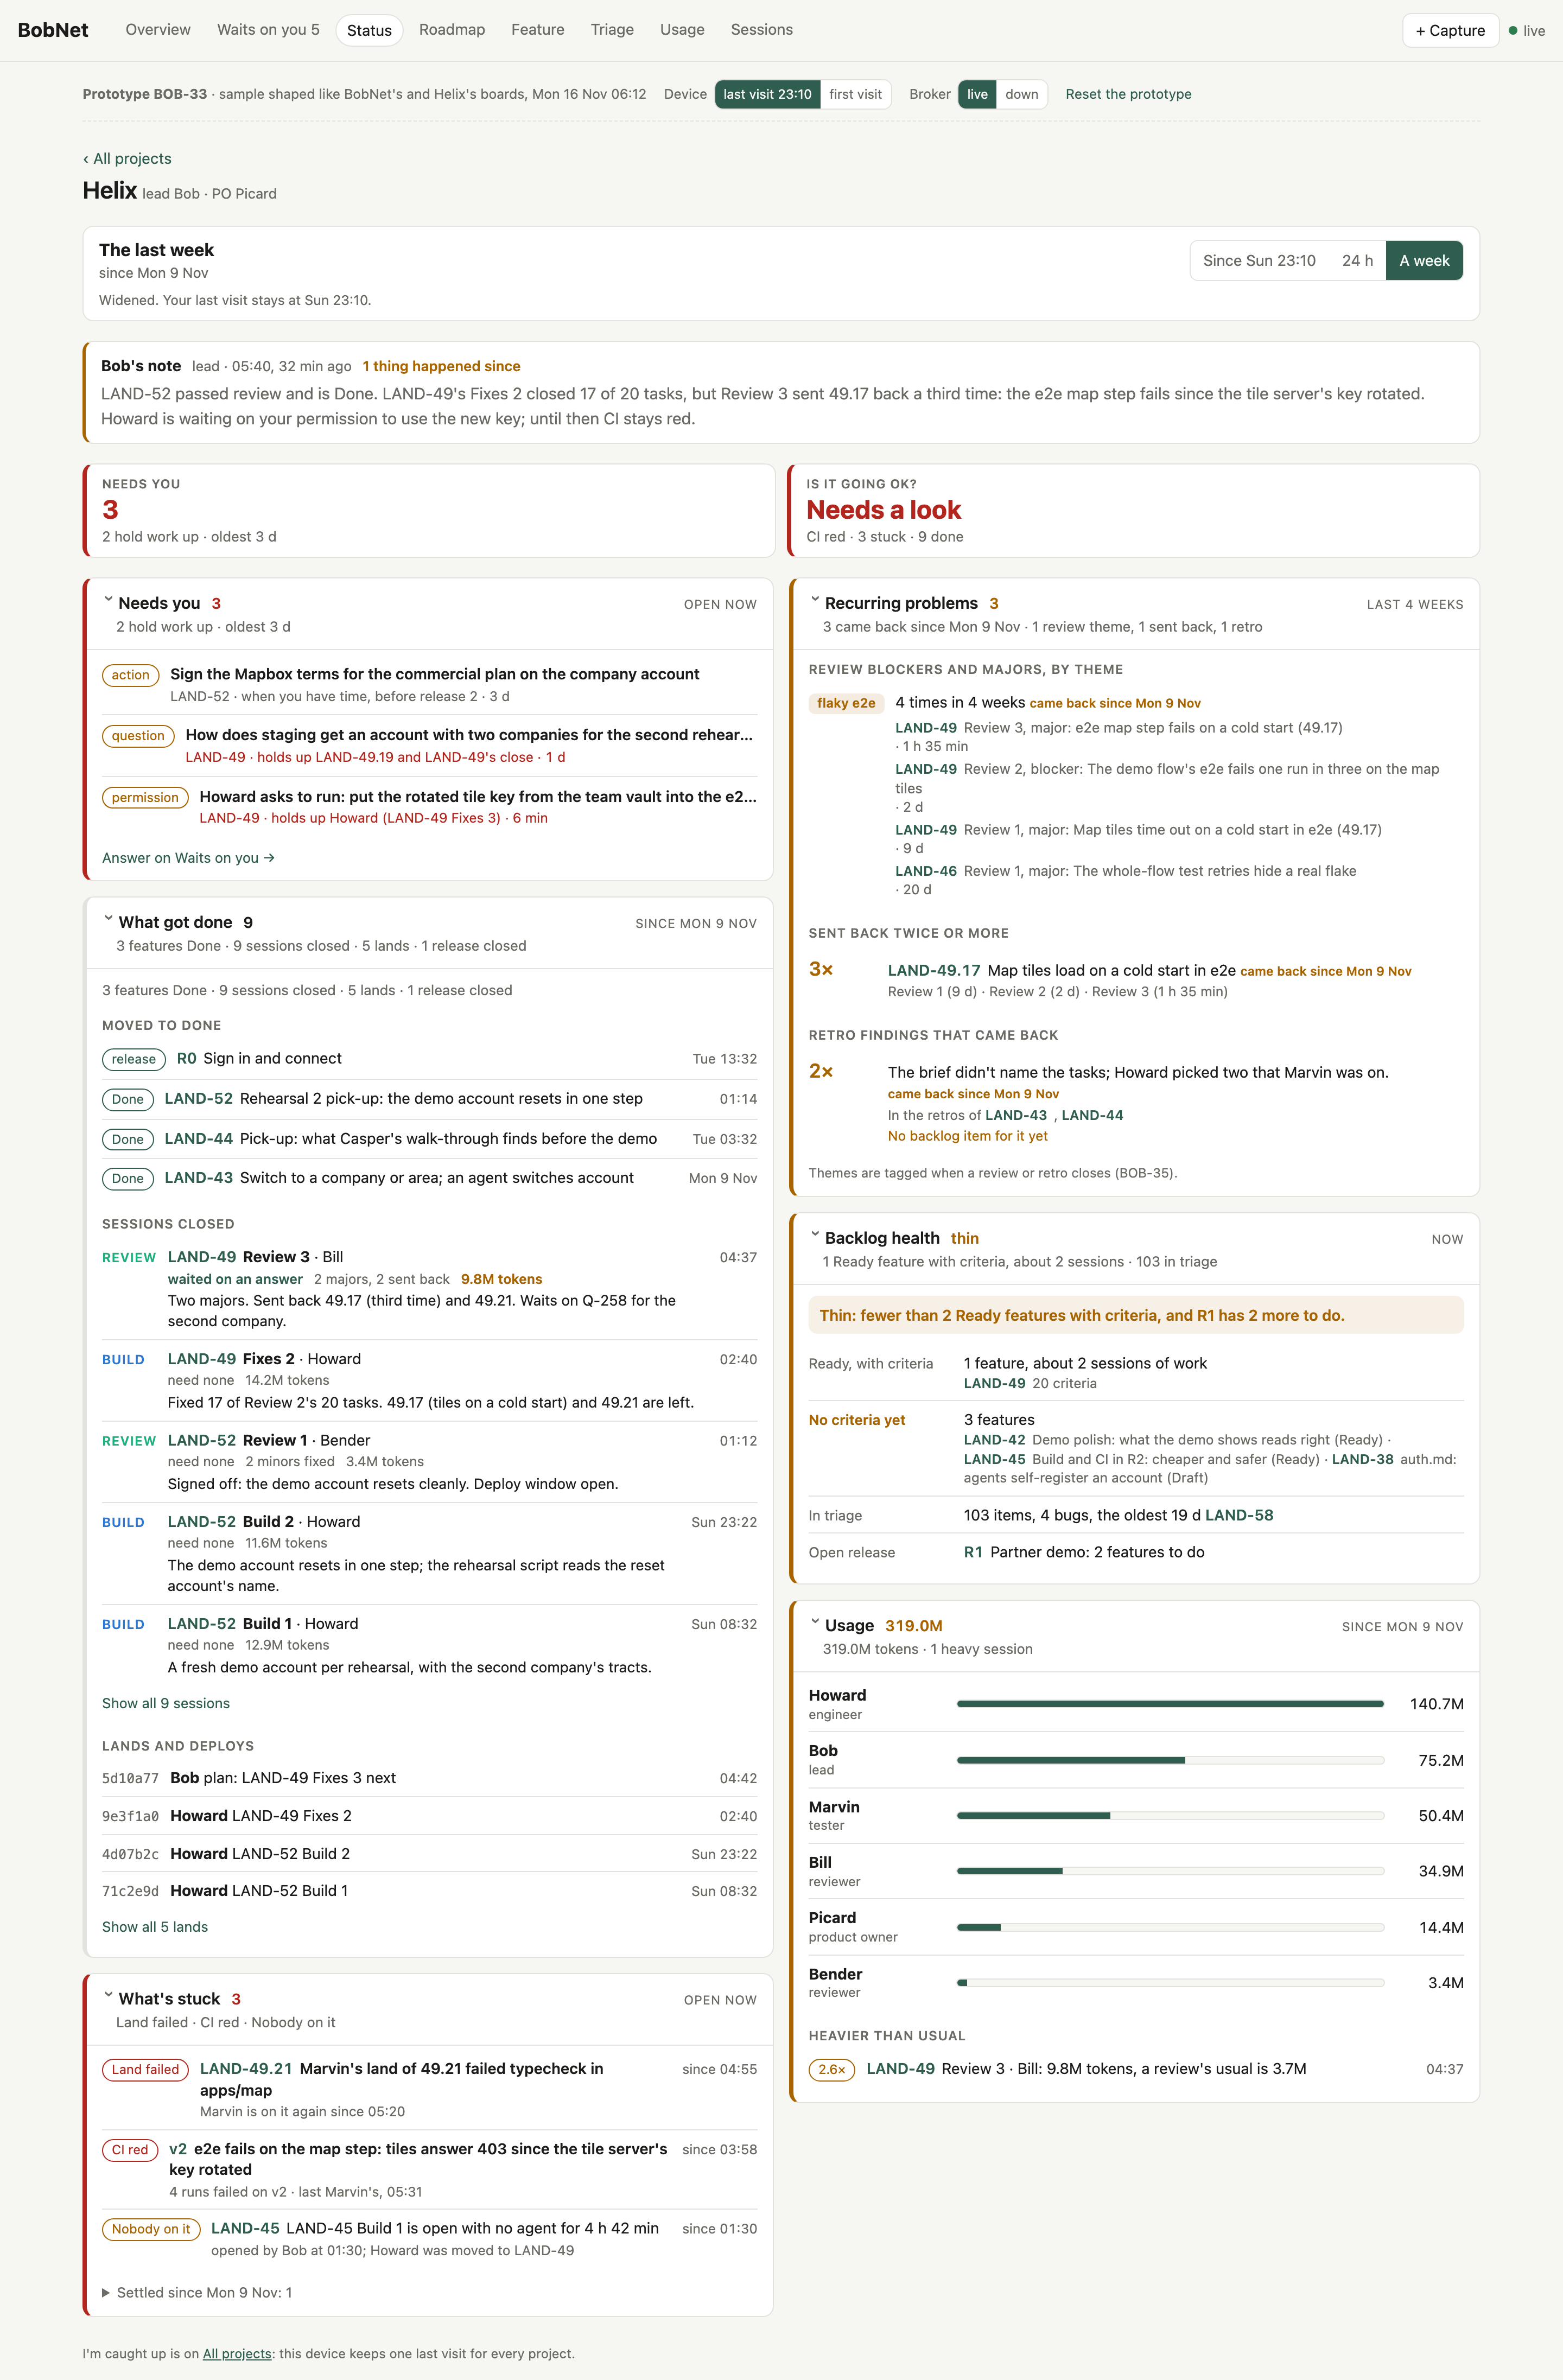 BobNet
Overview
Waits on you 5
Status
Roadmap
Feature
Triage
Usage
Sessions
+ Capture
live
Prototype BOB-33 · sample shaped like BobNet's and Helix's boards, Mon 16 Nov 06:12
Device
last visit 23:10
first visit
Broker
live
down
Reset the prototype
‹ All projects
Helix lead Bob · PO Picard
The last week
since Mon 9 Nov
Widened. Your last visit stays at Sun 23:10.
Since Sun 23:10
24 h
A week
Bob's note lead · 05:40, 32 min ago 1 thing happened since
LAND-52 passed review and is Done. LAND-49's Fixes 2 closed 17 of 20 tasks, but Review 3 sent 49.17 back a third time: the e2e map step fails since the tile server's key rotated.
Howard is waiting on your permission to use the new key; until then CI stays red.
NEEDS YOU
3
2 hold work up · oldest 3 d
IS IT GOING OK?
Needs a look
CI red · 3 stuck · 9 done
Needs you 3
OPEN NOW
2 hold work up · oldest 3 d
action
Sign the Mapbox terms for the commercial plan on the company account
LAND-52 · when you have time, before release 2 · 3 d
question
How does staging get an account with two companies for the second rehear...
LAND-49 · holds up LAND-49.19 and LAND-49's close · 1 d
permission
Howard asks to run: put the rotated tile key from the team vault into the e2...
LAND-49 · holds up Howard (LAND-49 Fixes 3) · 6 min
Answer on Waits on you →
What got done 9
SINCE MON 9 NOV
3 features Done · 9 sessions closed · 5 lands · 1 release closed
3 features Done · 9 sessions closed · 5 lands · 1 release closed
MOVED TO DONE
release R0 Sign in and connect Tue 13:32
Done LAND-52 Rehearsal 2 pick-up: the demo account resets in one step 01:14
Done LAND-44 Pick-up: what Casper's walk-through finds before the demo Tue 03:32
Done LAND-43 Switch to a company or area; an agent switches account Mon 9 Nov
SESSIONS CLOSED
REVIEW LAND-49 Review 3 · Bill 04:37
waited on an answer 2 majors, 2 sent back 9.8M tokens
Two majors. Sent back 49.17 (third time) and 49.21. Waits on Q-258 for the
second company.
BUILD LAND-49 Fixes 2 · Howard 02:40
need none 14.2M tokens
Fixed 17 of Review 2's 20 tasks. 49.17 (tiles on a cold start) and 49.21 are left.
REVIEW LAND-52 Review 1 · Bender 01:12
need none 2 minors fixed 3.4M tokens
Signed off: the demo account resets cleanly. Deploy window open.
BUILD LAND-52 Build 2 · Howard Sun 23:22
need none 11.6M tokens
The demo account resets in one step; the rehearsal script reads the reset
account's name.
BUILD LAND-52 Build 1 · Howard Sun 08:32
need none 12.9M tokens
A fresh demo account per rehearsal, with the second company's tracts.
Show all 9 sessions
LANDS AND DEPLOYS
5d10a77 Bob plan: LAND-49 Fixes 3 next 04:42
9e3f1a0 Howard LAND-49 Fixes 2 02:40
4d07b2c Howard LAND-52 Build 2 Sun 23:22
71c2e9d Howard LAND-52 Build 1 Sun 08:32
Show all 5 lands
What's stuck 3
OPEN NOW
Land failed · CI red · Nobody on it
Land failed LAND-49.21 Marvin's land of 49.21 failed typecheck in since 04:55
apps/map
Marvin is on it again since 05:20
CI red v2 e2e fails on the map step: tiles answer 403 since the tile server's since 03:58
key rotated
4 runs failed on v2 · last Marvin's, 05:31
Nobody on it LAND-45 LAND-45 Build 1 is open with no agent for 4 h 42 min since 01:30
opened by Bob at 01:30; Howard was moved to LAND-49
Settled since Mon 9 Nov: 1
Recurring problems 3
LAST 4 WEEKS
3 came back since Mon 9 Nov · 1 review theme, 1 sent back, 1 retro
REVIEW BLOCKERS AND MAJORS, BY THEME
flaky e2e 4 times in 4 weeks came back since Mon 9 Nov
LAND-49 Review 3, major: e2e map step fails on a cold start (49.17)
· 1 h 35 min
LAND-49 Review 2, blocker: The demo flow's e2e fails one run in three on the map
tiles
· 2 d
LAND-49 Review 1, major: Map tiles time out on a cold start in e2e (49.17)
· 9 d
LAND-46 Review 1, major: The whole-flow test retries hide a real flake
· 20 d
SENT BACK TWICE OR MORE
3× LAND-49.17 Map tiles load on a cold start in e2e came back since Mon 9 Nov
Review 1 (9 d) · Review 2 (2 d) · Review 3 (1 h 35 min)
RETRO FINDINGS THAT CAME BACK
2× The brief didn't name the tasks; Howard picked two that Marvin was on.
came back since Mon 9 Nov
In the retros of LAND-43 , LAND-44
No backlog item for it yet
Themes are tagged when a review or retro closes (BOB-35).
Backlog health thin
NOW
1 Ready feature with criteria, about 2 sessions · 103 in triage
Thin: fewer than 2 Ready features with criteria, and R1 has 2 more to do.
Ready, with criteria 1 feature, about 2 sessions of work
LAND-49 20 criteria
No criteria yet 3 features
LAND-42 Demo polish: what the demo shows reads right (Ready) ·
LAND-45 Build and CI in R2: cheaper and safer (Ready) · LAND-38 auth.md:
agents self-register an account (Draft)
In triage 103 items, 4 bugs, the oldest 19 d LAND-58
Open release R1 Partner demo: 2 features to do
Usage 319.0M
SINCE MON 9 NOV
319.0M tokens · 1 heavy session
Howard
engineer
140.7M
Bob
lead
75.2M
Marvin
tester
50.4M
Bill
reviewer
34.9M
Picard
product owner
14.4M
Bender
reviewer
3.4M
HEAVIER THAN USUAL
2.6× LAND-49 Review 3 · Bill: 9.8M tokens, a review's usual is 3.7M 04:37
I'm caught up is on All projects: this device keeps one last visit for every project.